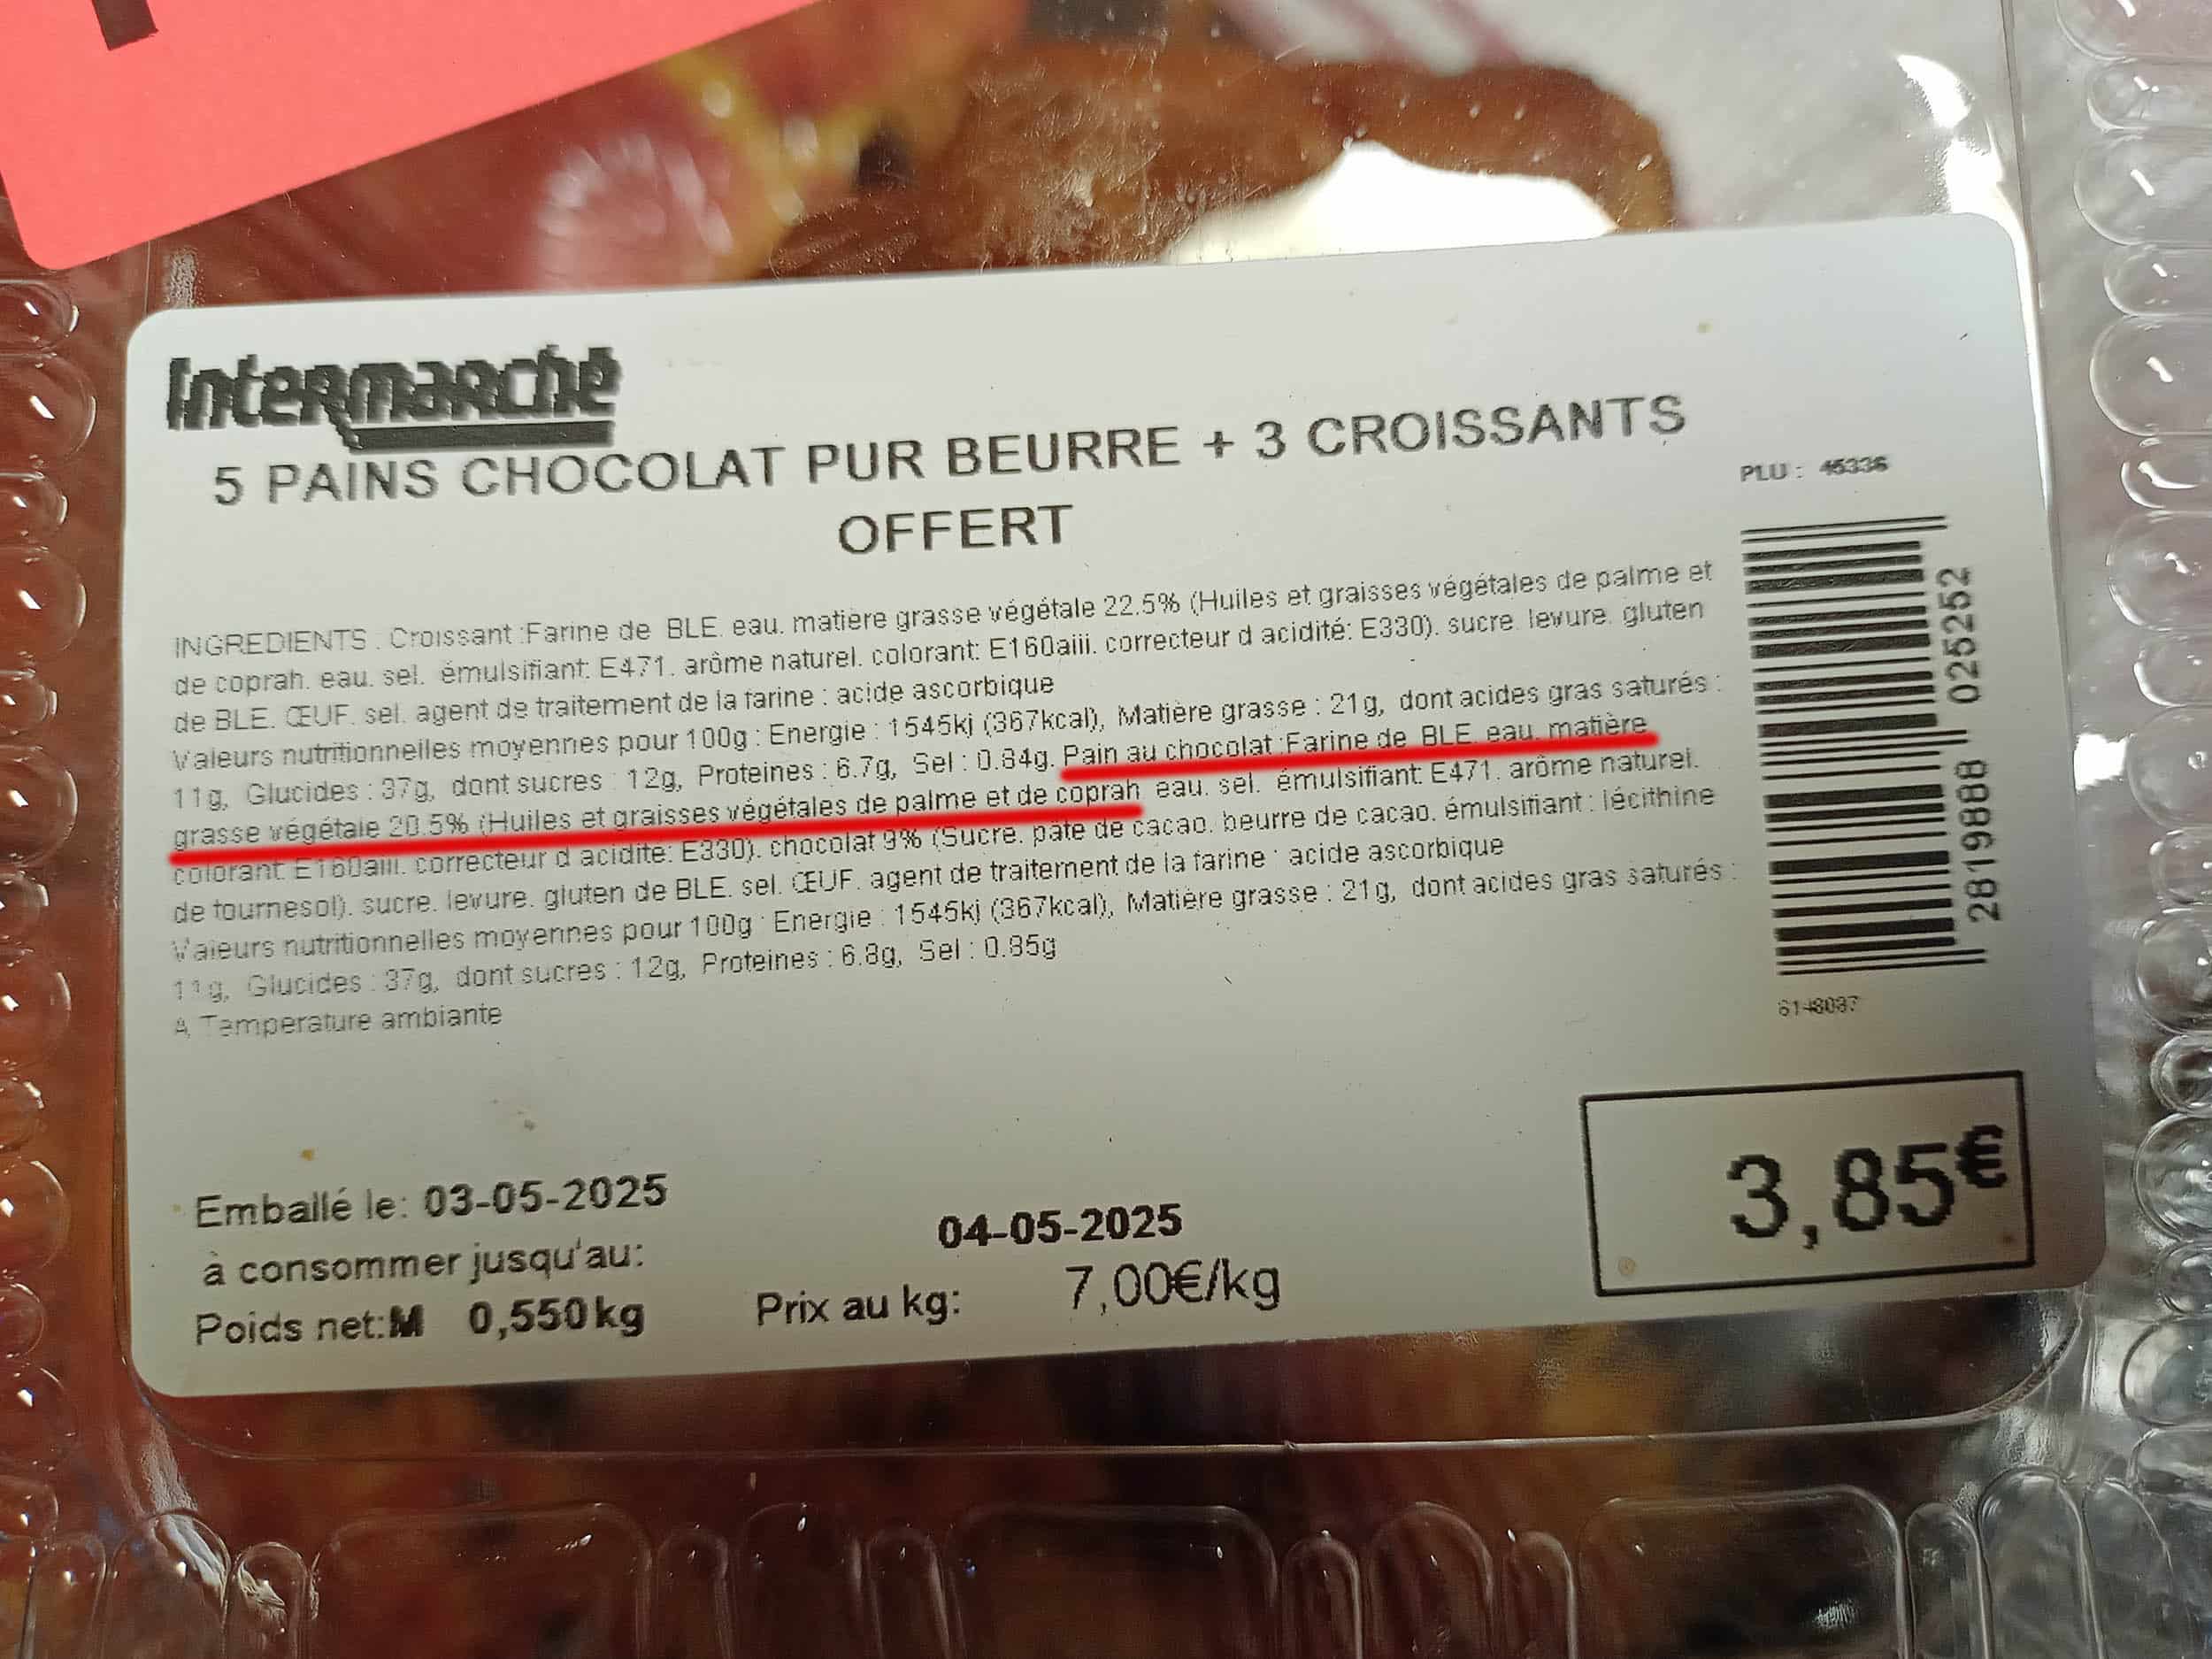 Intermarché
5 PAINS CHOCOLAT PUR BEURRE + 3 CROISSANTS
OFFERT
PLU : 45336
INGREDIENTS . Croissant :Farine de BLE. eau. matière grasse végétale 22.5% (Huiles et graisses végétales de palme et
de coprah. eau. sel. émulsifiant: E471. arôme naturel. colorant: E160aiii. correcteur d acidité: E330). sucre. levure. gluten
de BLE. ŒUF. sel. agent de traitement de la farine : acide ascorbique
Valeurs nutritionnelles moyennes pour 100g : Energie : 1545kj (367kcal), Matière grasse : 21g, dont acides gras saturés :
11g, Glucides : 37g, dont sucres : 12g, Proteines : 6.7g, Sel : 0.84g. Pain au chocolat :Farine de BLE. eau. matière
grasse végétale 20.5% (Huiles et graisses végétales de palme et de coprah. eau. sel. émulsifiant: E471. arôme naturel.
colorant: E160aiii. correcteur d acidité: E330). chocolat 9% (Sucre. pâte de cacao. beurre de cacao. émulsifiant : lécithine
de tournesol). sucre. levure. gluten de BLE. sel. ŒUF. agent de traitement de la farine : acide ascorbique
Valeurs nutritionnelles moyennes pour 100g : Energie : 1545kj (367kcal), Matière grasse : 21g, dont acides gras saturés :
11g, Glucides : 37g, dont sucres : 12g, Proteines : 6.8g, Sel : 0.85g
A Temperature ambiante
2819888 025252
Emballé le: 03-05-2025
à consommer jusqu'au: 04-05-2025
Poids net:M 0,550kg Prix au kg: 7,00€/kg
3,85€